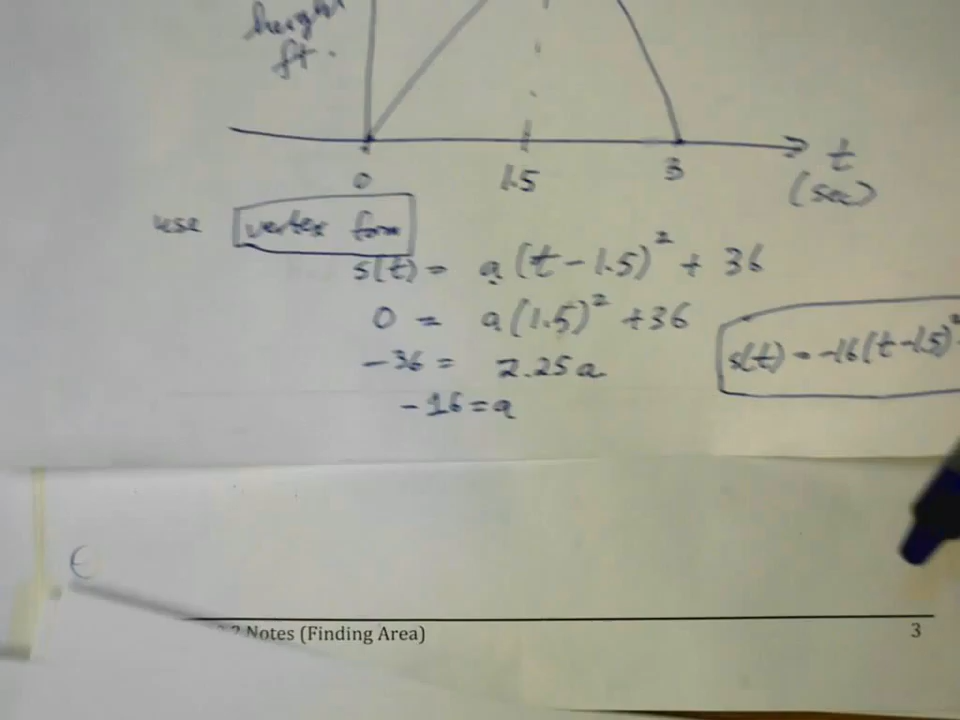 height
ft.
t
0 1.5 3
(sec)
use vertex form
s(t) = a(t-1.5)² + 36
0 = a(1.5)² +36
-36 = 2.25a
s(t) = -16(t-1.5)²
-16=a
2 Notes (Finding Area) 3